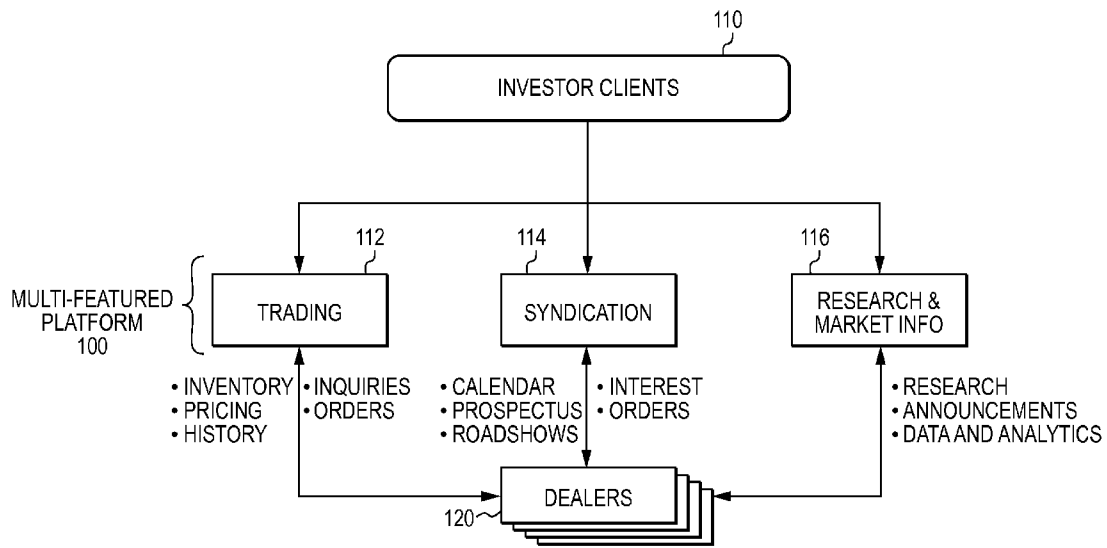 110
INVESTOR CLIENTS
112
114
116
MULTI-FEATURED
PLATFORM
100
TRADING
SYNDICATION
RESEARCH &
MARKET INFO
• INVENTORY
• PRICING
• HISTORY
• INQUIRIES
• ORDERS
• CALENDAR
• PROSPECTUS
• ROADSHOWS
• INTEREST
• ORDERS
• RESEARCH
• ANNOUNCEMENTS
• DATA AND ANALYTICS
DEALERS
120